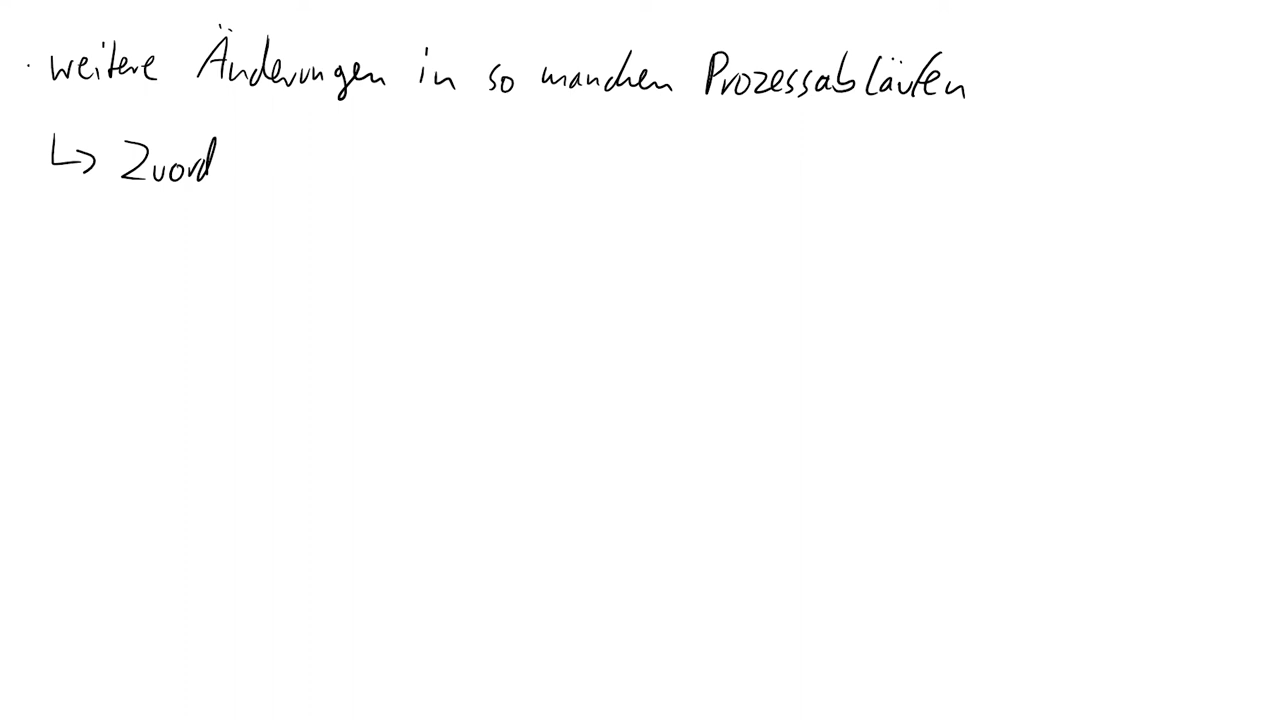 · weitere Änderungen in so manchen Prozessabläufen
↳ Zuord